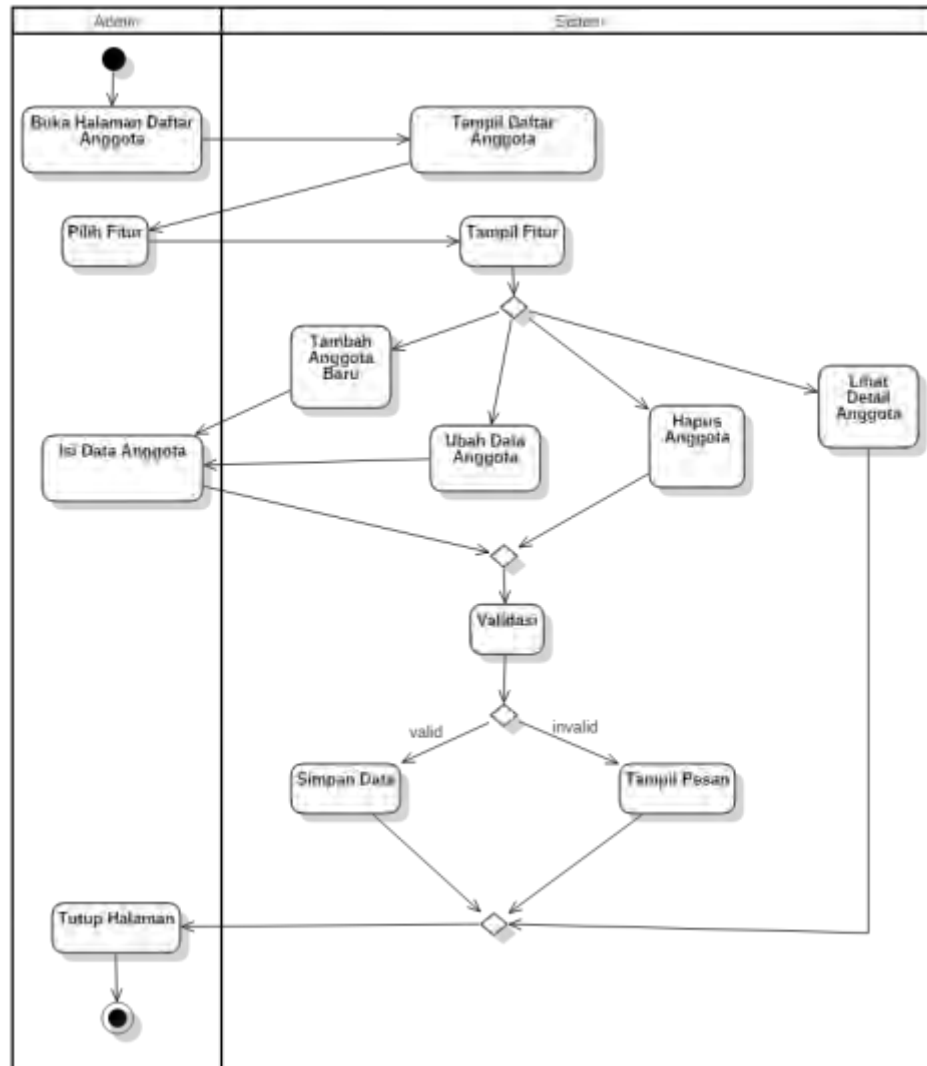 Admin
Sistem
Buka Halaman Daftar
Anggota
Tampil Daftar
Anggota
Pilih Fitur
Tampil Fitur
Tambah
Anggota
Baru
Lihat
Detail
Anggota
Hapus
Anggota
Ubah Data
Anggota
Isi Data Anggota
Validasi
valid
invalid
Simpan Data
Tampil Pesan
Tutup Halaman